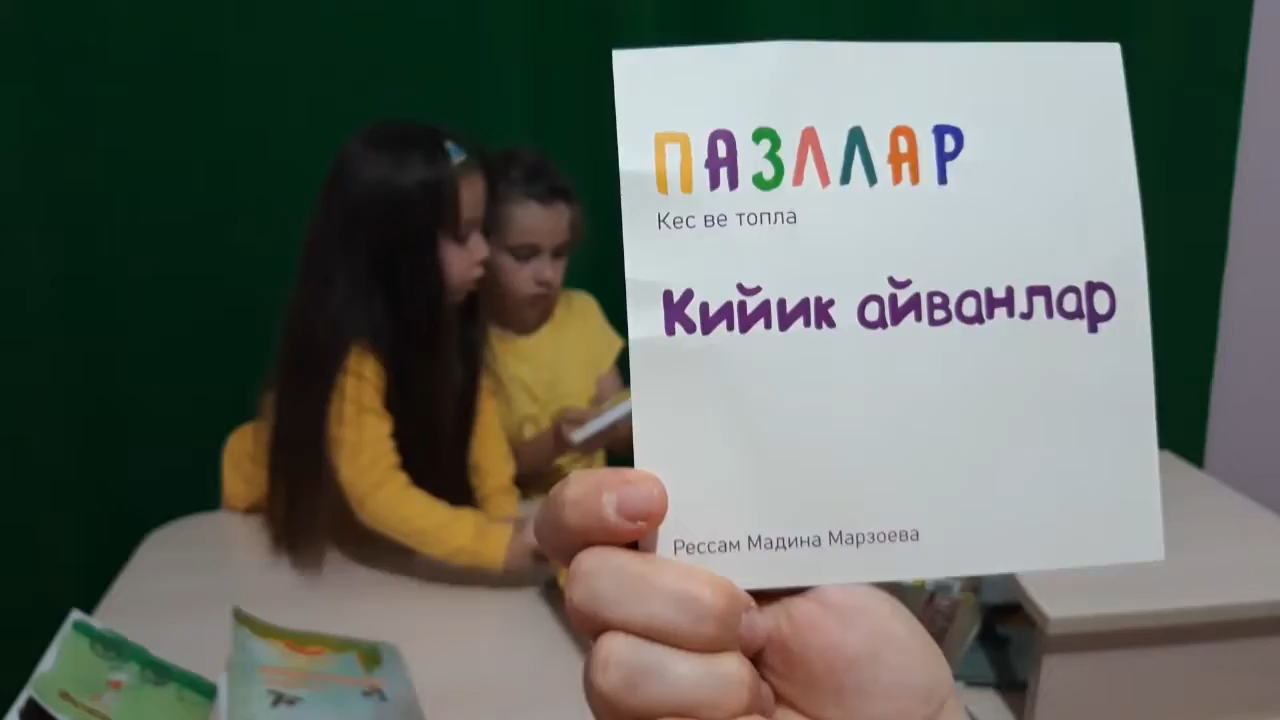 ПАЗЛЛАР
Кес ве топла
Кийик айванлар
Рессам Мадина Марзоева